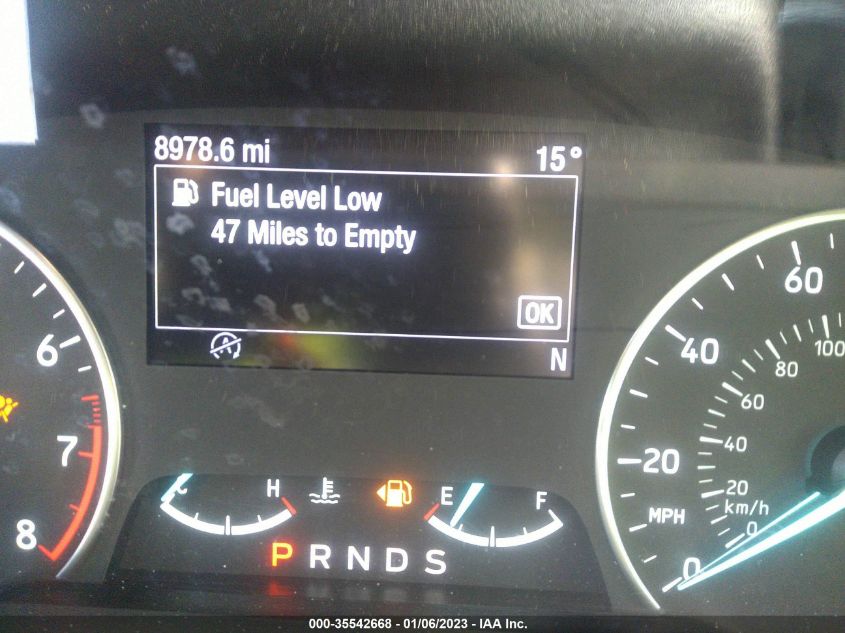 8978.6 mi 15°
Fuel Level Low
47 Miles to Empty
OK
N
6
7
8
C H
E F
P R N D S
60
40
20
MPH
0
100
80
60
40
20
km/h
0
000-35542668 - 01/06/2023 - IAA Inc.